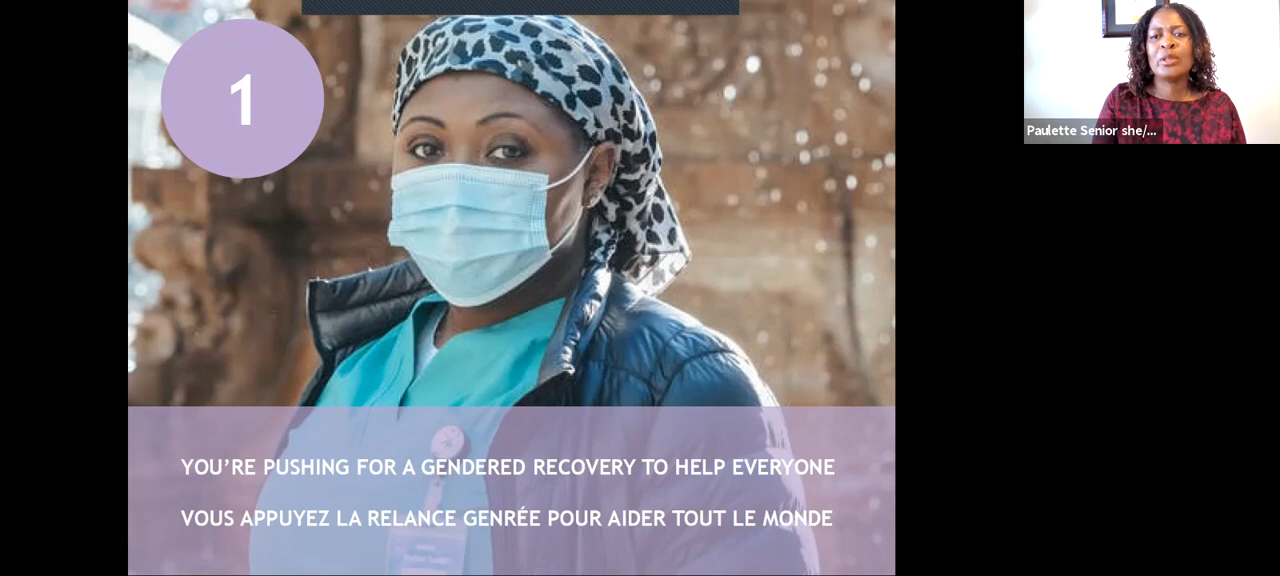 1
Paulette Senior she/...
YOU'RE PUSHING FOR A GENDERED RECOVERY TO HELP EVERYONE
VOUS APPUYEZ LA RELANCE GENRÉE POUR AIDER TOUT LE MONDE